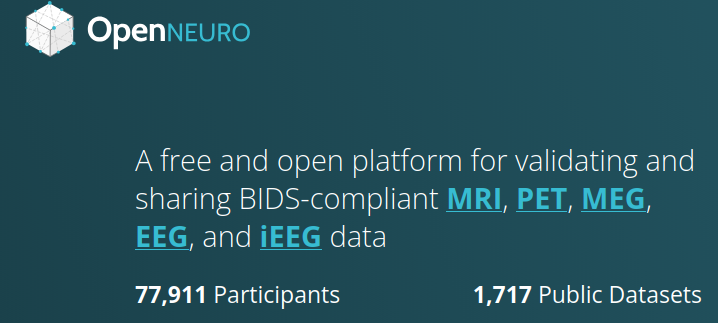 OpenNEURO
A free and open platform for validating and
sharing BIDS-compliant MRI, PET, MEG,
EEG, and iEEG data
77,911 Participants 1,717 Public Datasets